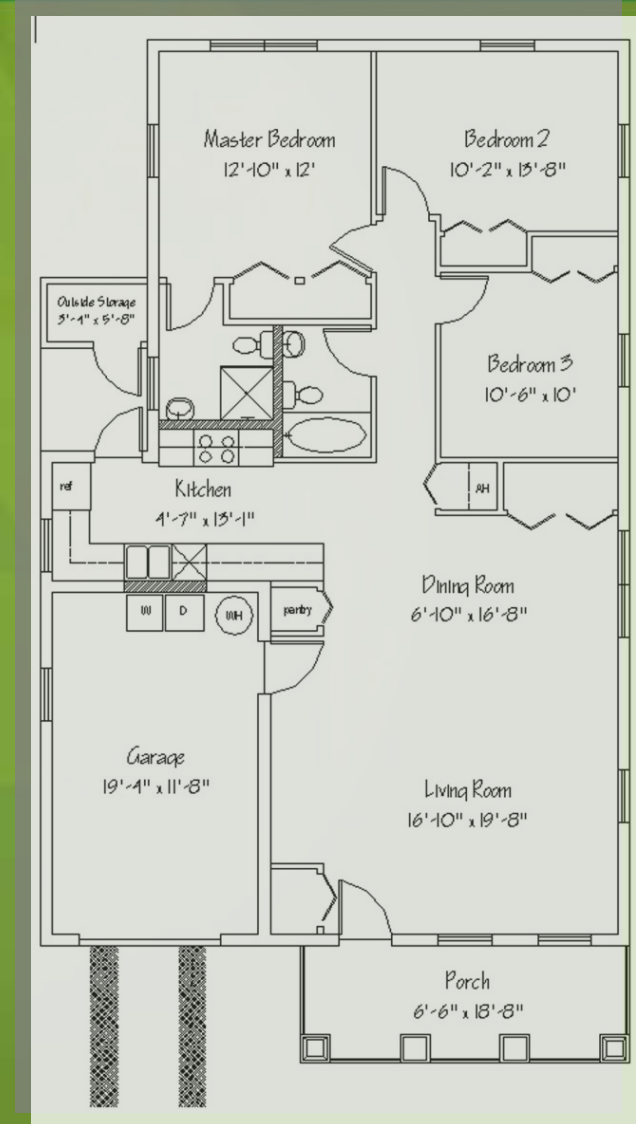 Master Bedroom
12'-10" x 12'
Bedroom 2
10'-2" x 13'-8"
Outside Storage
3'-4" x 5'-8"
Bedroom 3
10'-6" x 10'
ref
Kitchen
4'-7" x 13'-1"
AH
Dining Room
6'-10" x 16'-8"
W
D
WH
pantry
Garage
19'-4" x 11'-8"
Living Room
16'-10" x 19'-8"
Porch
6'-6" x 18'-8"